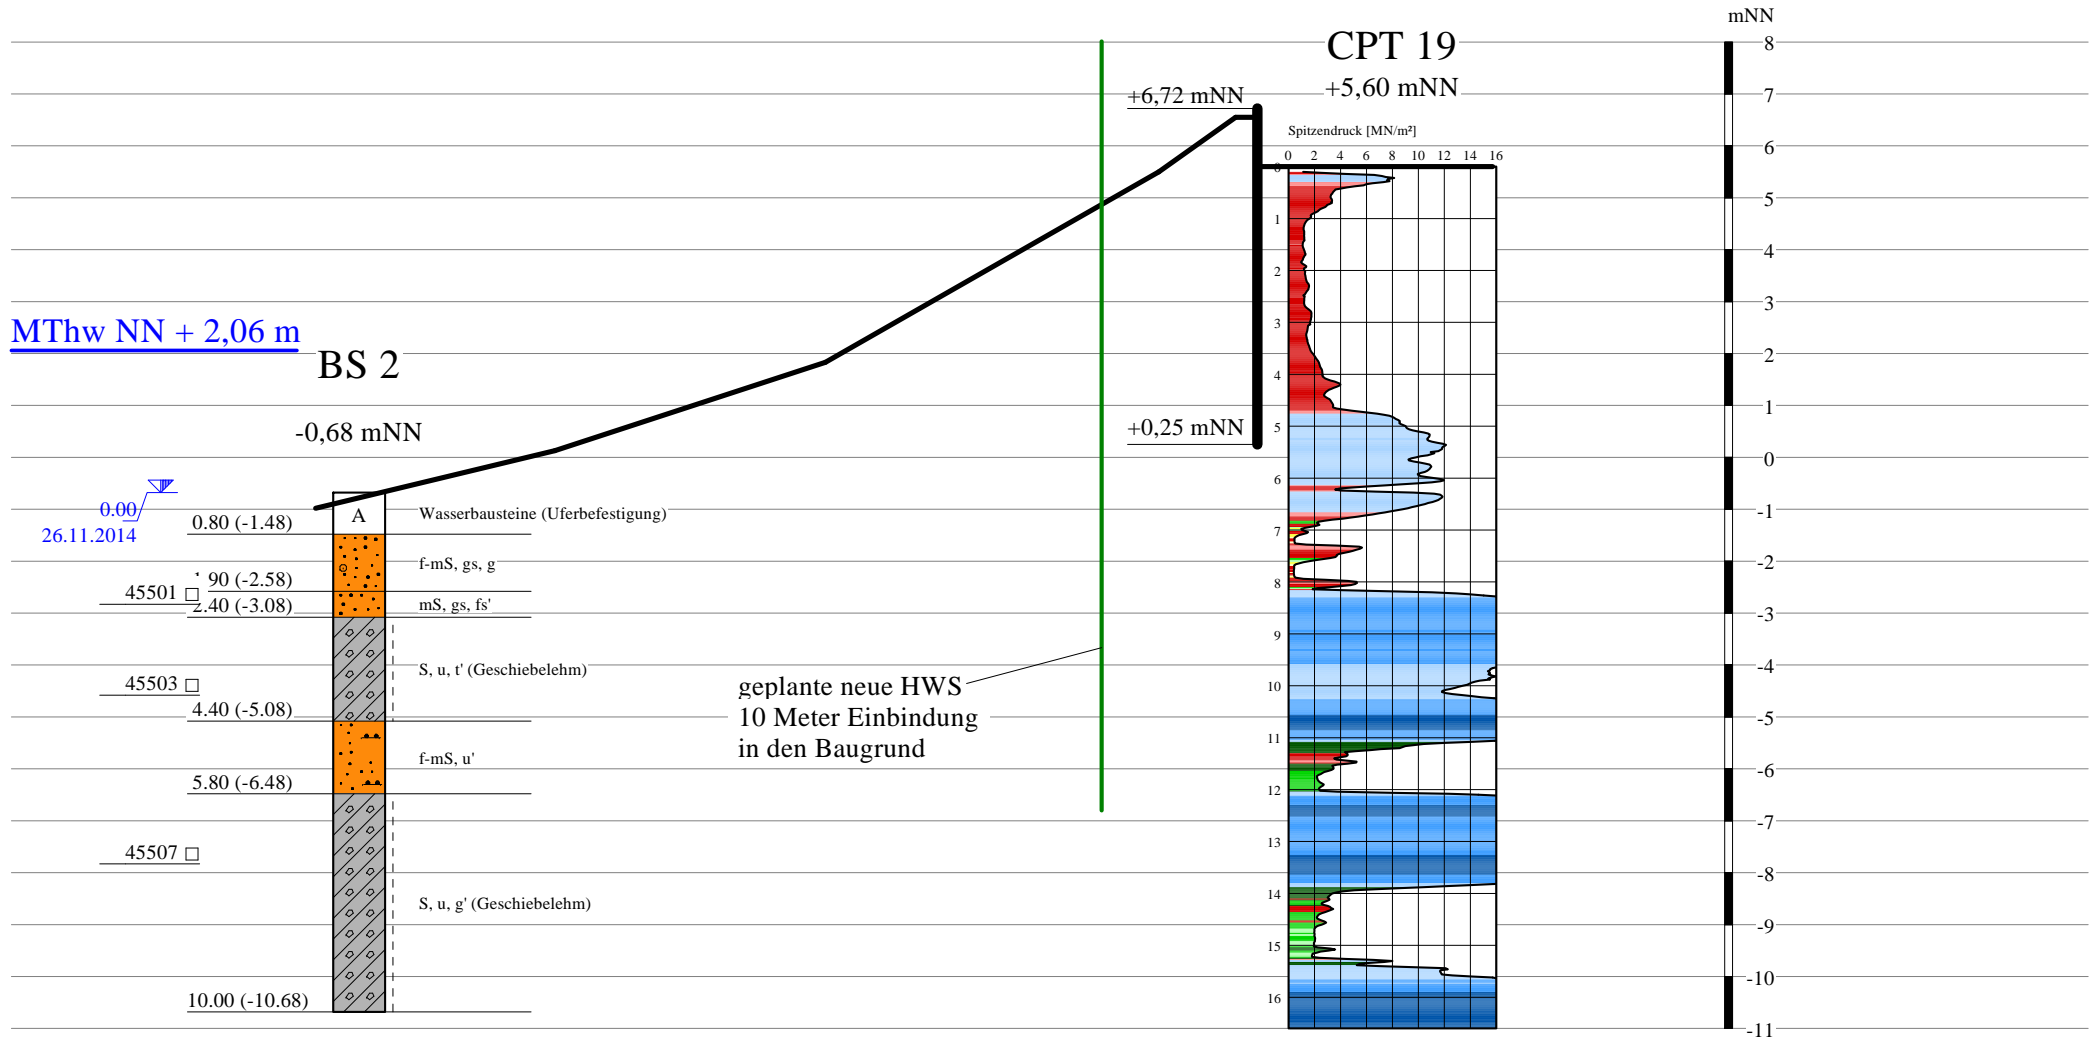 mNN
CPT 19
+5,60 mNN
+6,72 mNN
Spitzendruck [MN/m²]
0 2 4 6 8 10 12 14 16
0
1
2
3
4
5
6
7
8
9
10
11
12
13
14
15
16
8
7
6
5
4
3
2
1
0
-1
-2
-3
-4
-5
-6
-7
-8
-9
-10
-11
MThw NN + 2,06 m
BS 2
-0,68 mNN
+0,25 mNN
0.00
26.11.2014
0.80 (-1.48)
A
Wasserbausteine (Uferbefestigung)
f-mS, gs, g
1.90 (-2.58)
45501
2.40 (-3.08)
mS, gs, fs'
S, u, t' (Geschiebelehm)
45503
4.40 (-5.08)
geplante neue HWS
10 Meter Einbindung
in den Baugrund
f-mS, u'
5.80 (-6.48)
45507
S, u, g' (Geschiebelehm)
10.00 (-10.68)